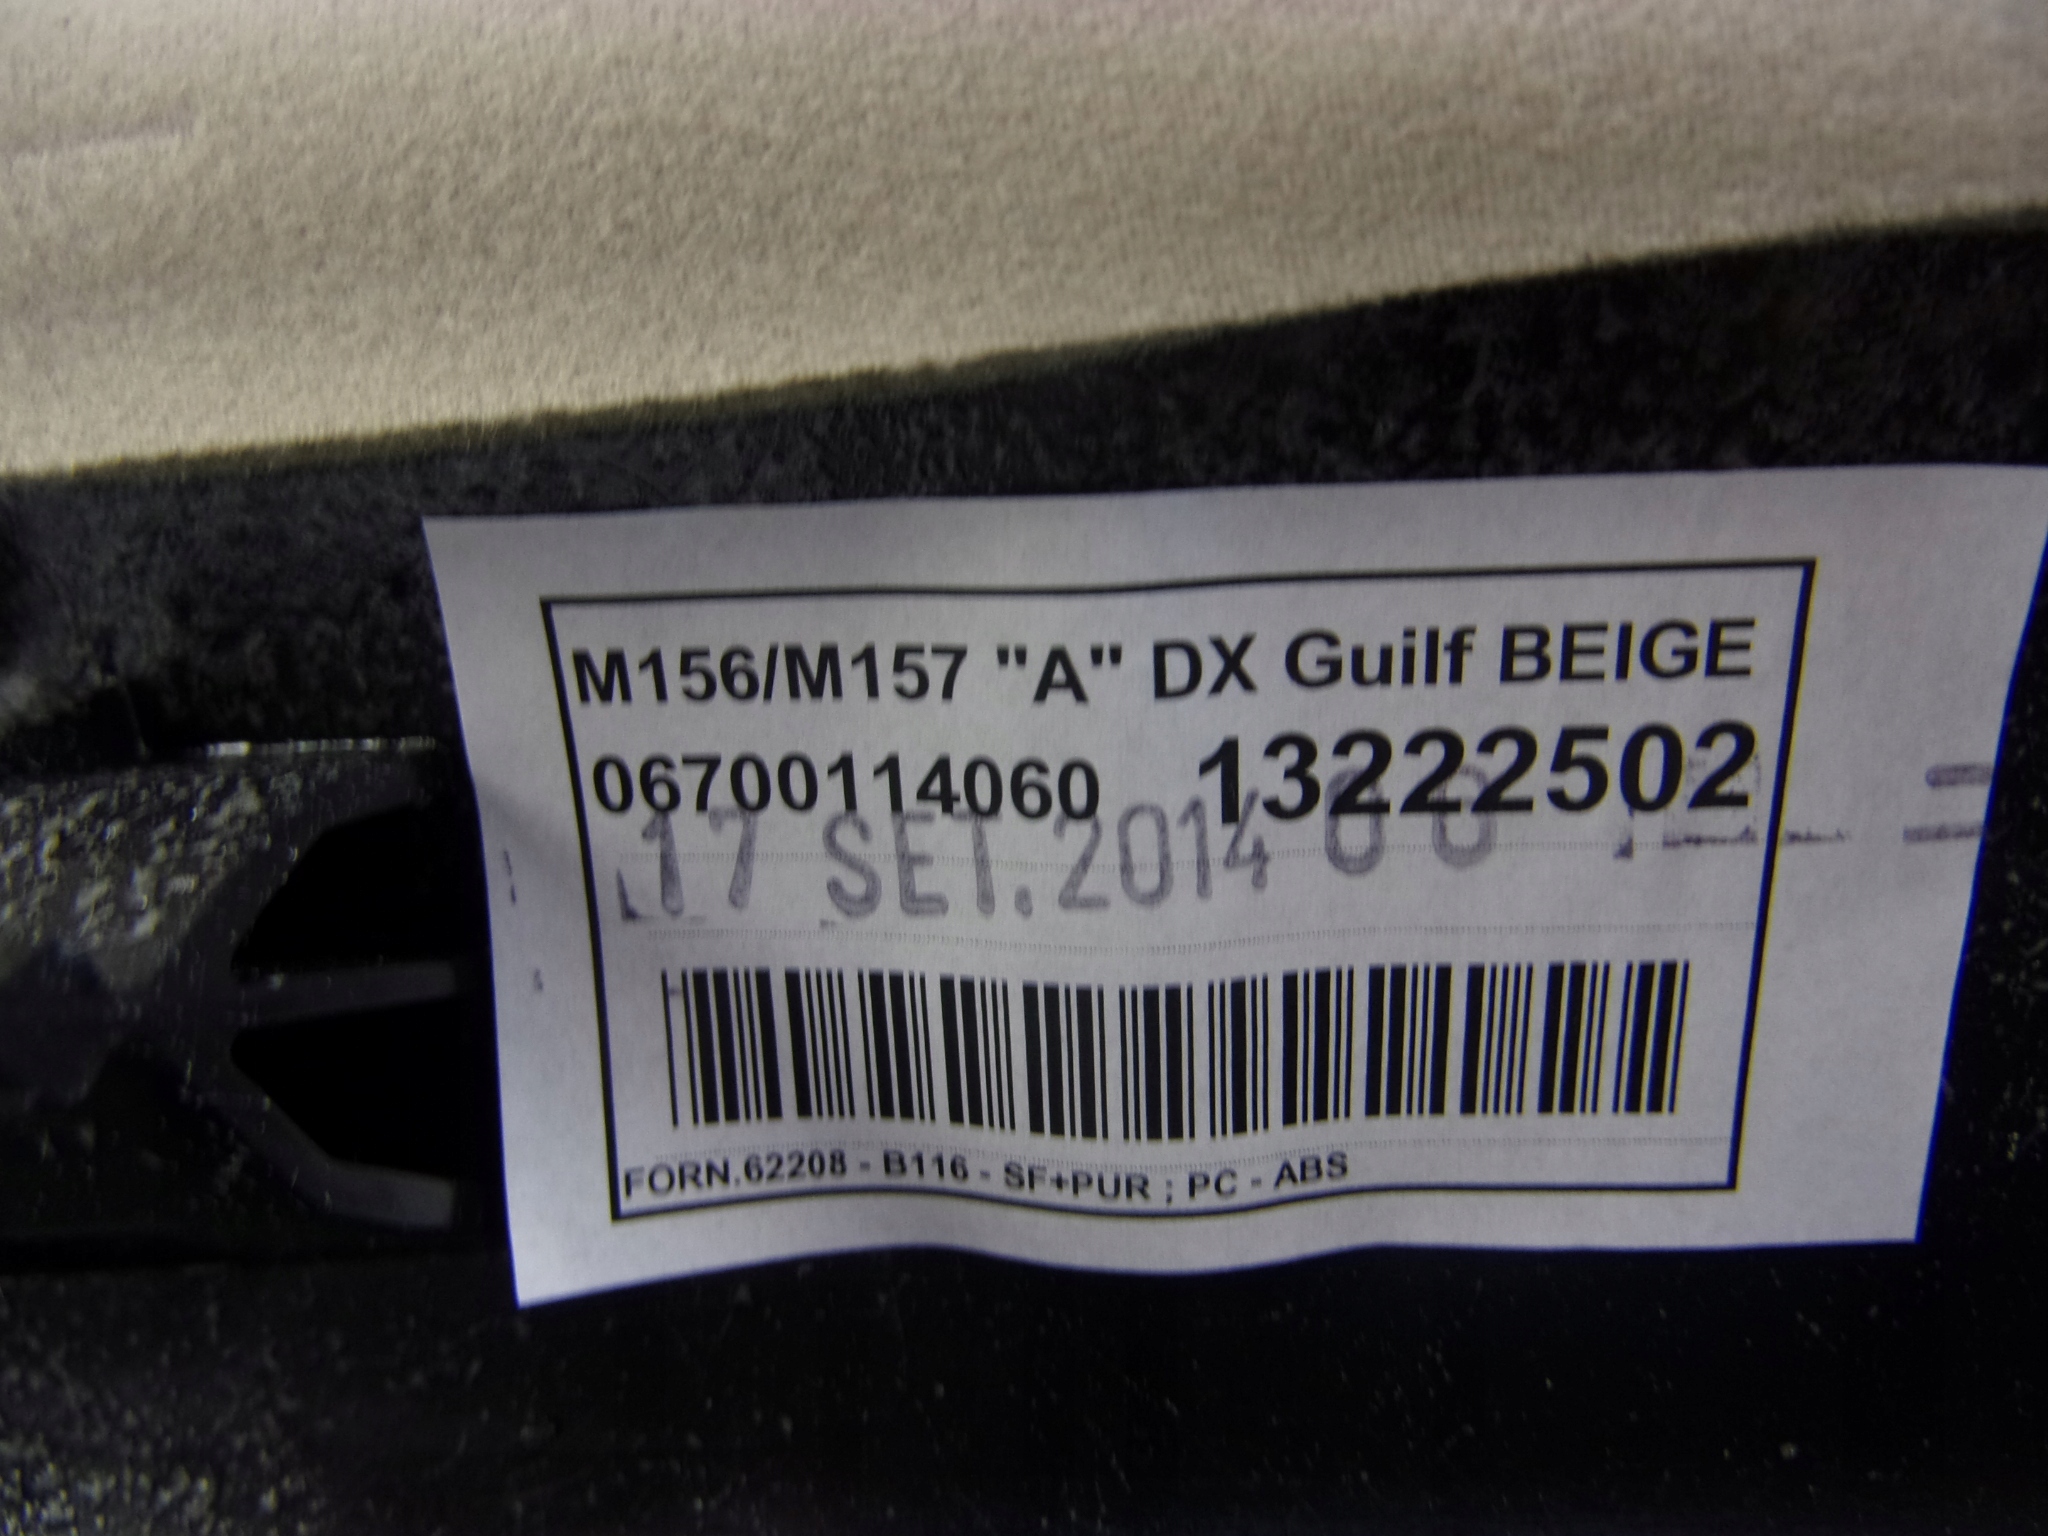 M156/M157 "A" DX Guilf BEIGE
06700114060 13222502
17 SET.2014
FORN.62208 - B116 - SF+PUR ; PC - ABS